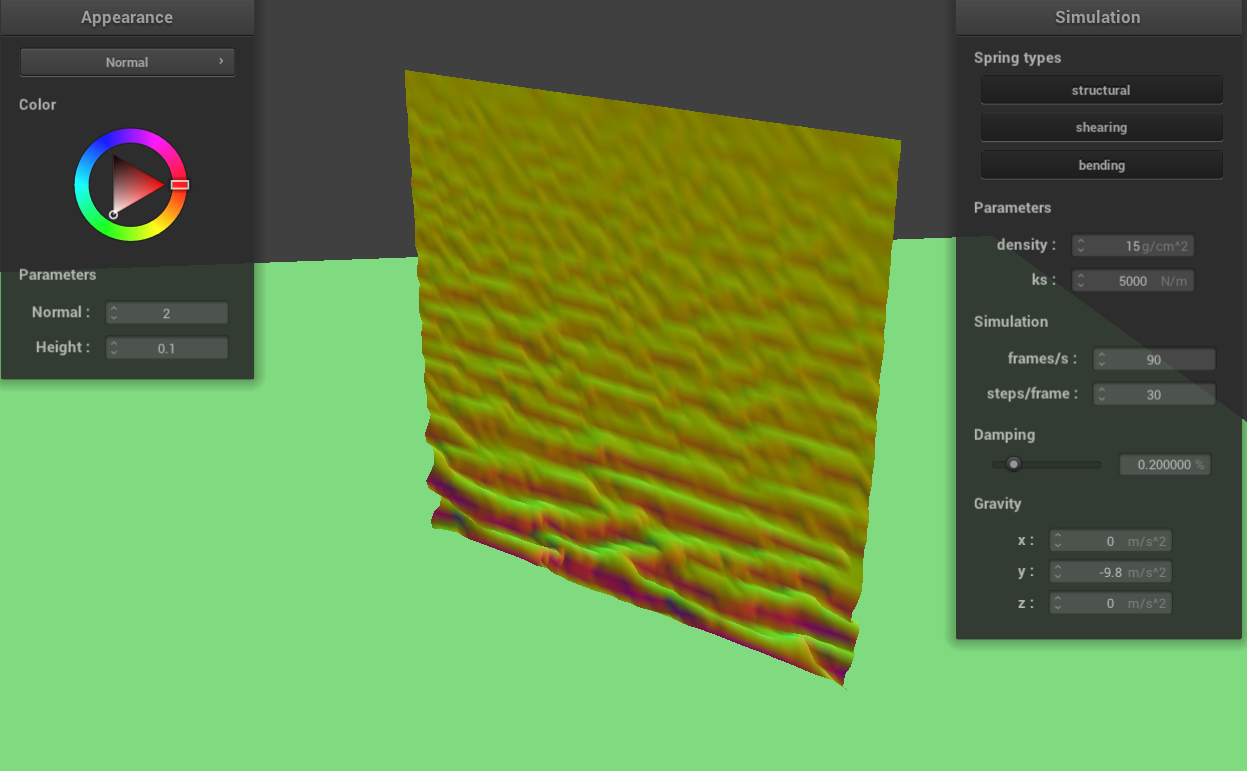 Appearance
Normal
Color
Parameters
Normal :
2
Height :
0.1
Simulation
Spring types
structural
shearing
bending
Parameters
density :
15 g/cm^2
ks :
5000 N/m
Simulation
frames/s :
90
steps/frame :
30
Damping
0.200000 %
Gravity
x :
0 m/s^2
y :
-9.8 m/s^2
z :
0 m/s^2